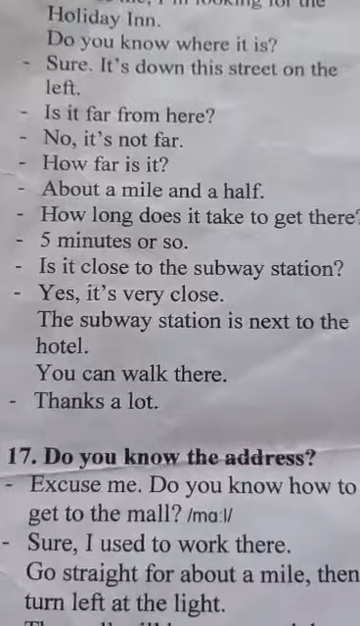 I'm looking for the
Holiday Inn.
Do you know where it is?
- Sure. It's down this street on the
left.
- Is it far from here?
- No, it's not far.
- How far is it?
- About a mile and a half.
- How long does it take to get there?
- 5 minutes or so.
- Is it close to the subway station?
- Yes, it's very close.
The subway station is next to the
hotel.
You can walk there.
- Thanks a lot.
17. Do you know the address?
- Excuse me. Do you know how to
get to the mall? /mɑːl/
- Sure, I used to work there.
Go straight for about a mile, then
turn left at the light.